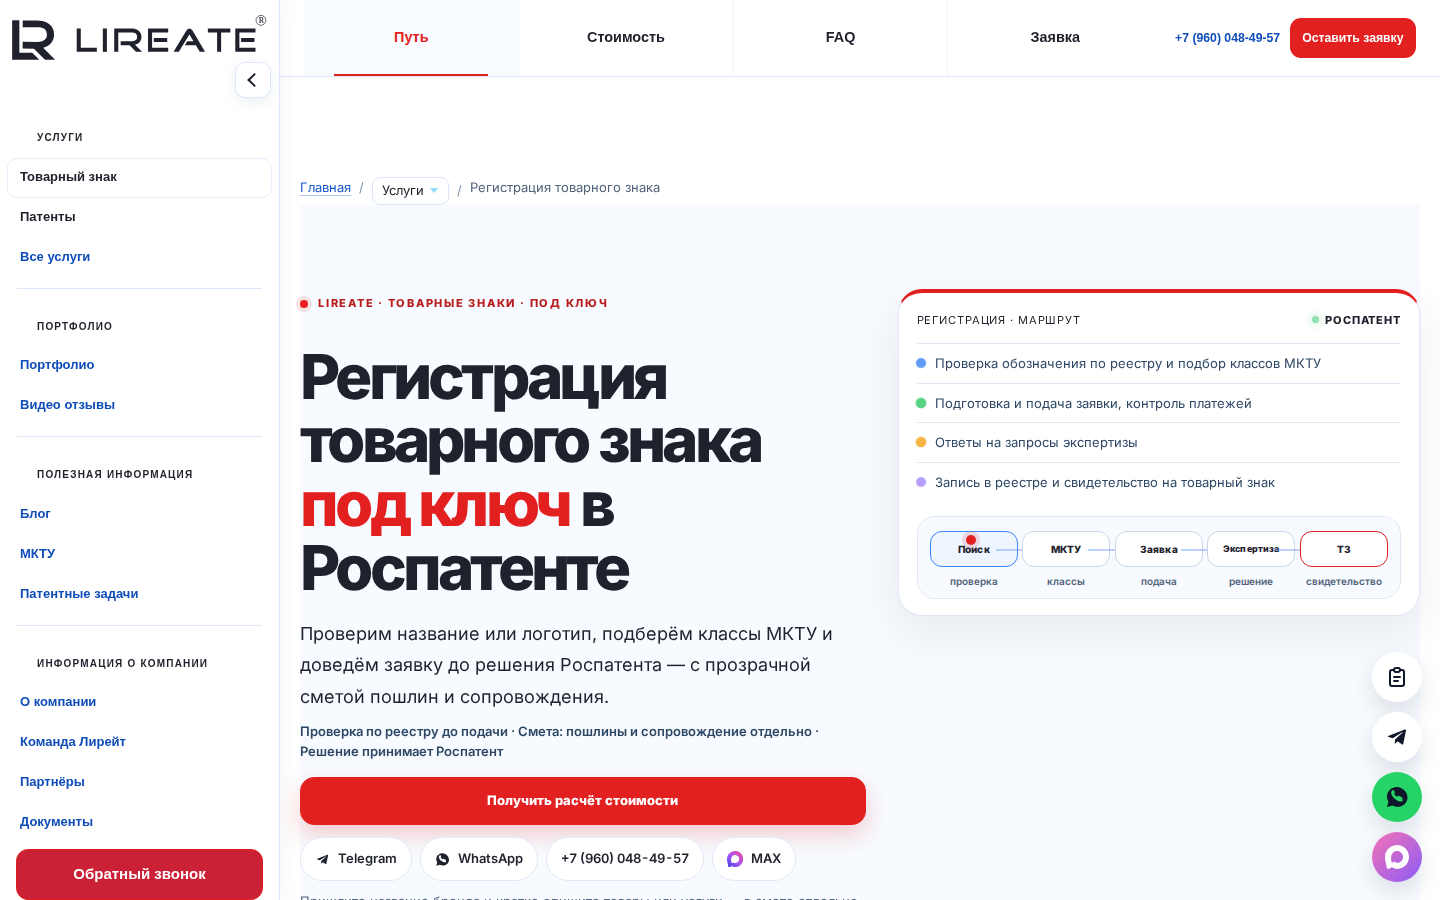 LIREATE®
УСЛУГИ
Товарный знак
Патенты
Все услуги
ПОРТФОЛИО
Портфолио
Видео отзывы
ПОЛЕЗНАЯ ИНФОРМАЦИЯ
Блог
МКТУ
Патентные задачи
ИНФОРМАЦИЯ О КОМПАНИИ
О компании
Команда Лирейт
Партнёры
Документы
Обратный звонок
Путь
Стоимость
FAQ
Заявка
+7 (960) 048-49-57
Оставить заявку
Главная / Услуги / Регистрация товарного знака
LIREATE · ТОВАРНЫЕ ЗНАКИ · ПОД КЛЮЧ
Регистрация
товарного знака
под ключ в
Роспатенте
Проверим название или логотип, подберём классы МКТУ и
доведём заявку до решения Роспатента — с прозрачной
сметой пошлин и сопровождения.
Проверка по реестру до подачи · Смета: пошлины и сопровождение отдельно ·
Решение принимает Роспатент
Получить расчёт стоимости
Telegram
WhatsApp
+7 (960) 048-49-57
MAX
РЕГИСТРАЦИЯ · МАРШРУТ
РОСПАТЕНТ
Проверка обозначения по реестру и подбор классов МКТУ
Подготовка и подача заявки, контроль платежей
Ответы на запросы экспертизы
Запись в реестре и свидетельство на товарный знак
Поиск
МКТУ
Заявка
Экспертиза
ТЗ
проверка
классы
подача
решение
свидетельство